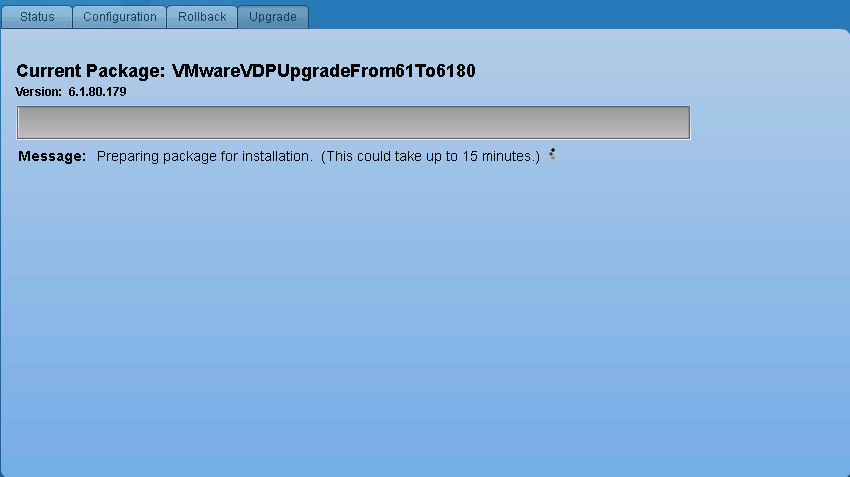 Status Configuration Rollback Upgrade
Current Package: VMwareVDPUpgradeFrom61To6180
Version: 6.1.80.179
Message: Preparing package for installation. (This could take up to 15 minutes.)